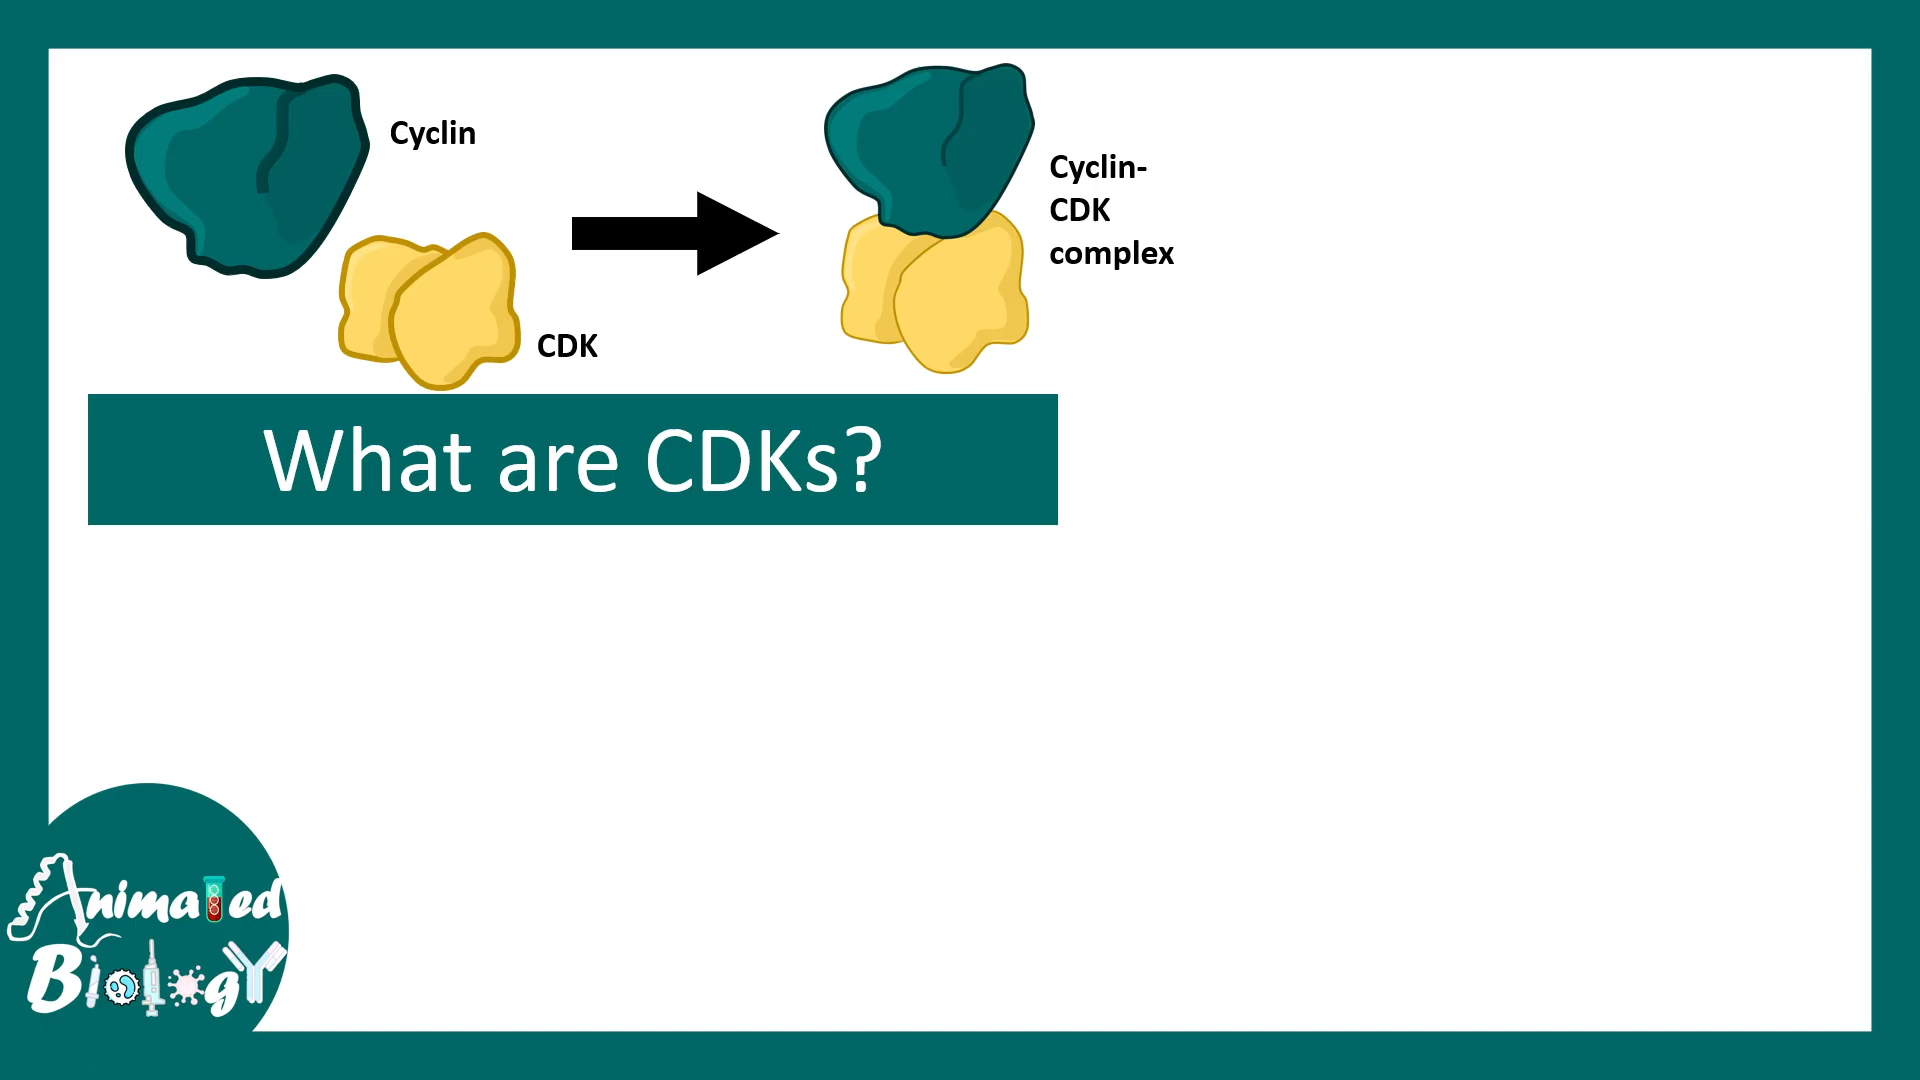 Cyclin
CDK
Cyclin-
CDK
complex
What are CDKs?
Animated
Biology